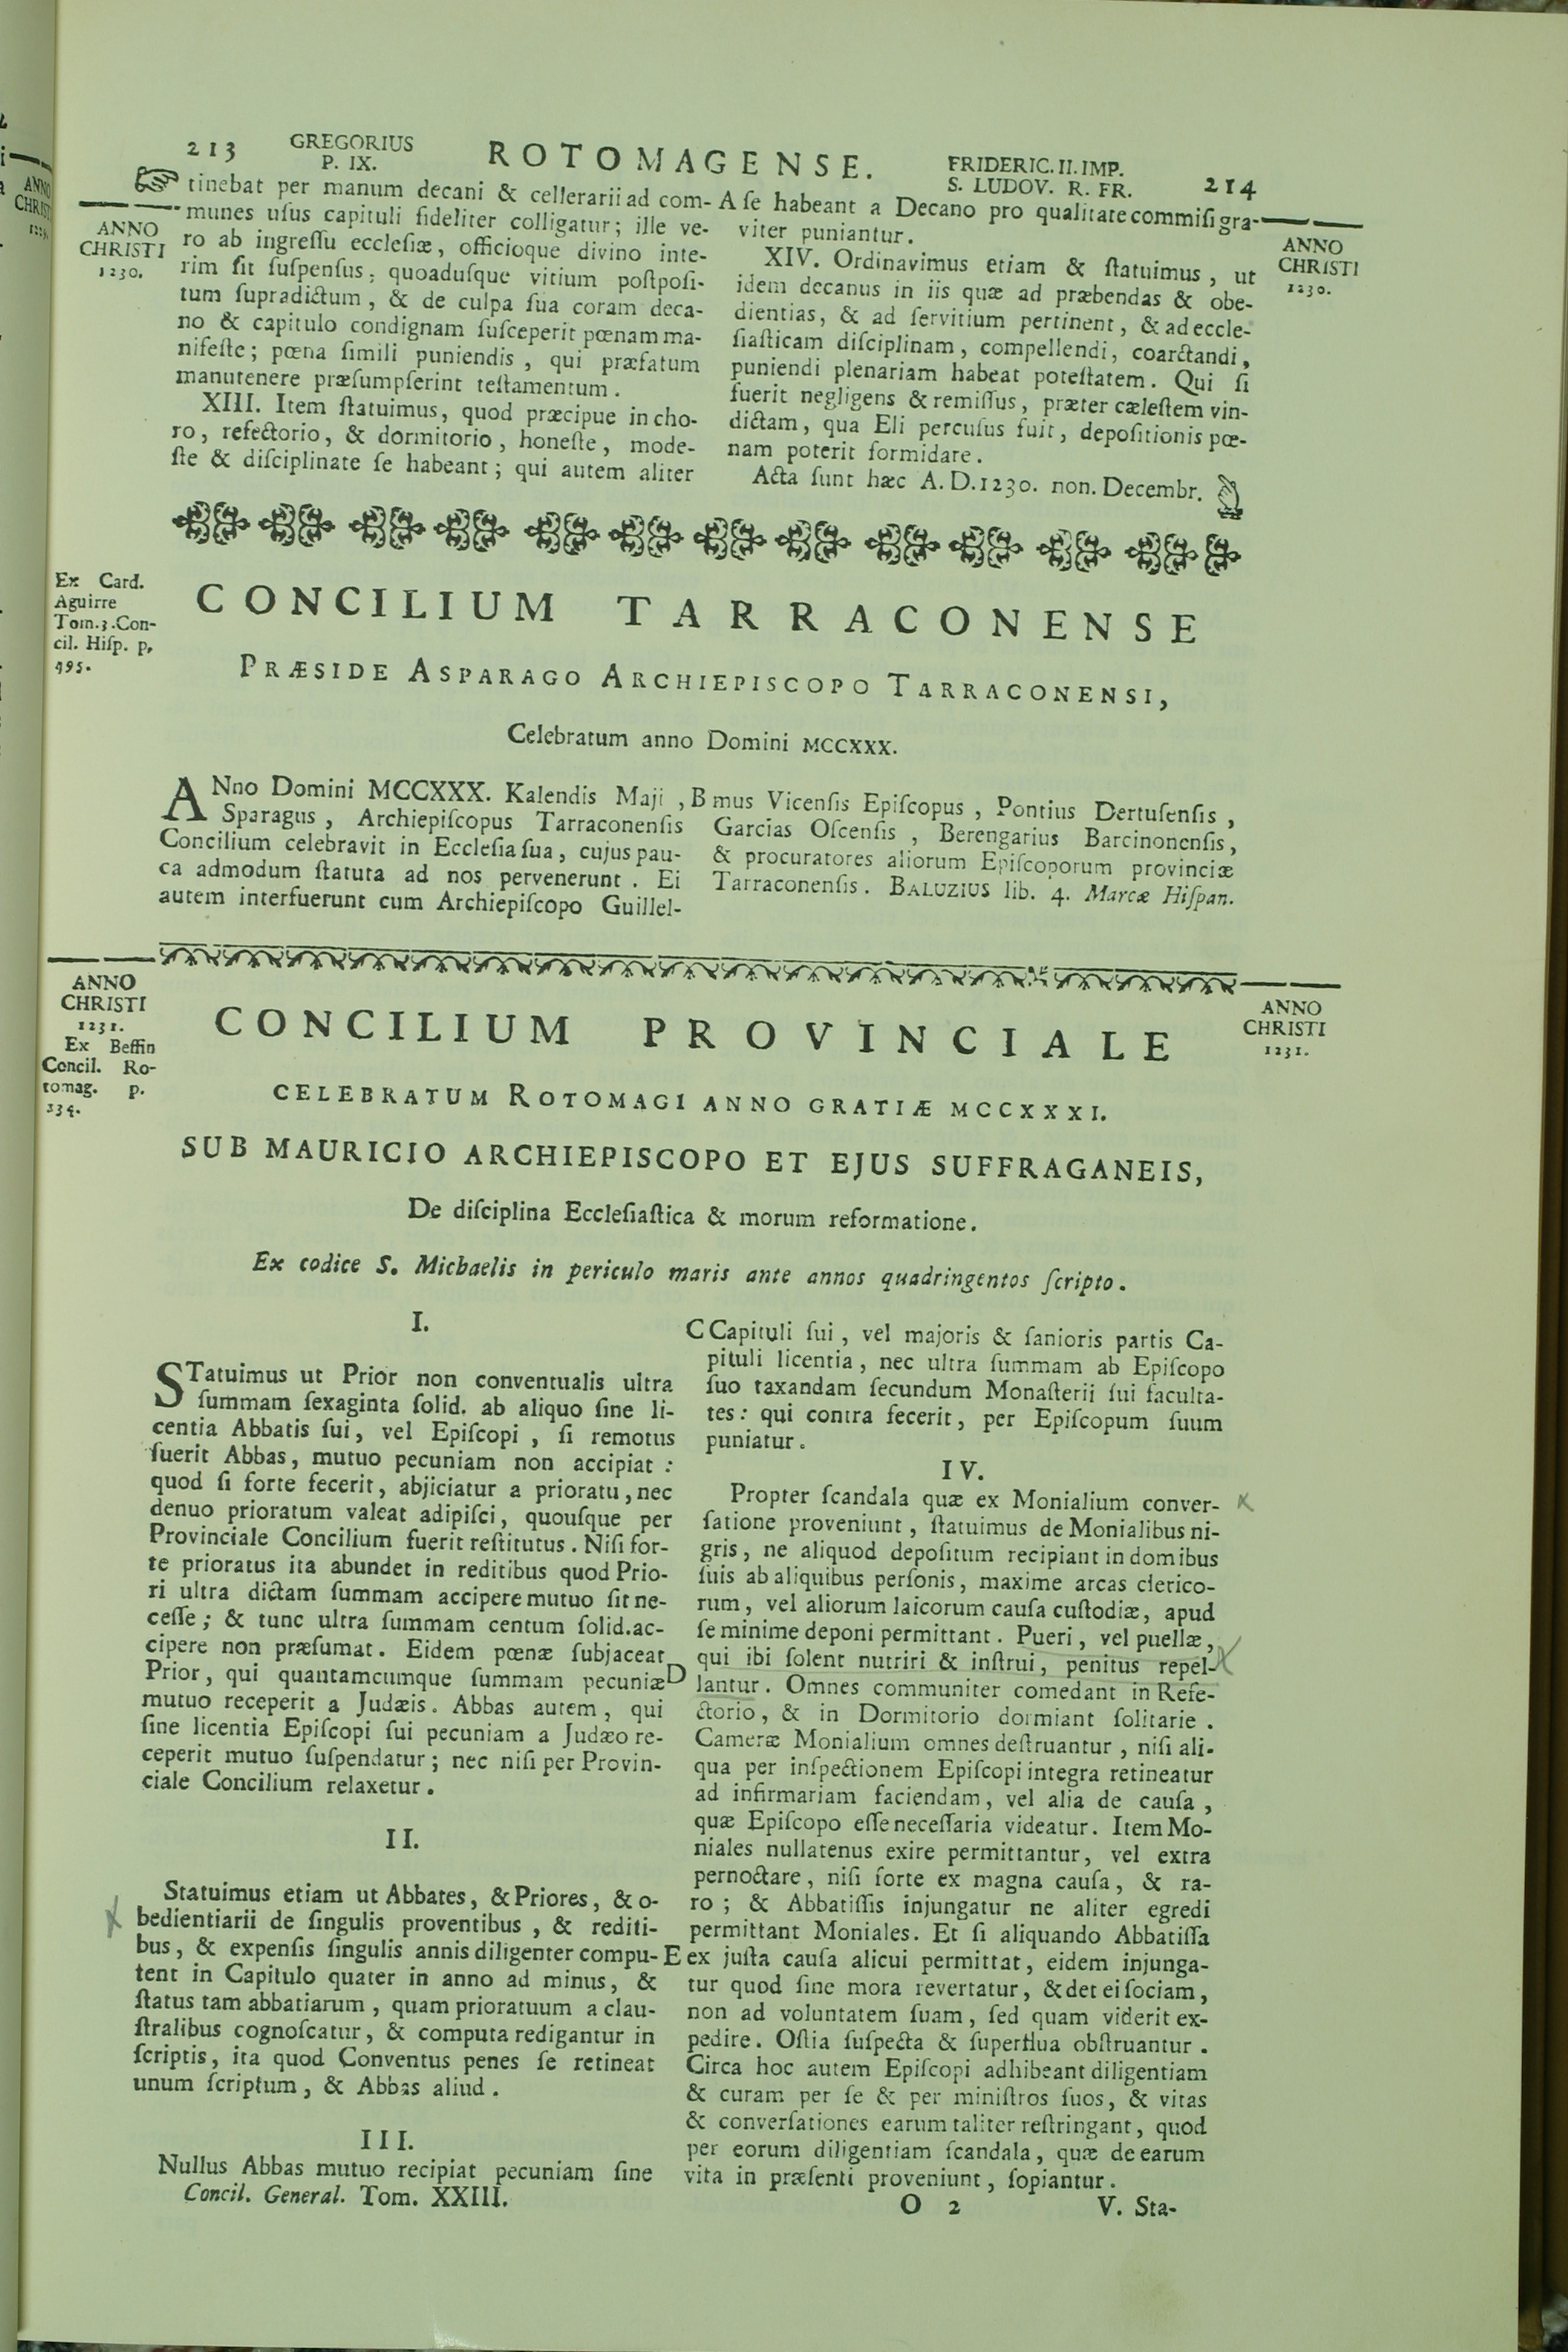 213 GREGORIUS P. IX. ROTOMAGENSE. FRIDERIC. II. IMP. S. LUDOV. R. FR. 214
ANNO
CHRISTI
1230.
tinebat per manum decani & cellerarii ad com-
munes uſus capituli fideliter colligatur; ille ve-
ro ab ingreſſu eccleſiæ, officioque divino inte-
rim ſit ſuſpenſus: quoaduſque vitium poſtpoſi-
tum ſupradictum, & de culpa ſua coram deca-
no & capitulo condignam ſuſceperit pœnam ma-
nifeſte; pœna ſimili puniendis, qui præfatum
manutenere præſumpſerint teſtamentum.
XIII. Item ſtatuimus, quod præcipue in cho-
ro, refectorio, & dormitorio, honeſte, mode-
ſte & diſciplinate ſe habeant; qui autem aliter
A ſe habeant a Decano pro qualitate commiſi gra-
viter puniantur.
XIV. Ordinavimus etiam & ſtatuimus, ut
idem decanus in iis quæ ad præbendas & obe-
dientias, & ad ſervitium pertinent, & ad eccle-
ſiaſticam diſciplinam, compellendi, coarctandi,
puniendi plenariam habeat poteſtatem. Qui ſi
fuerit negligens & remiſſus, præter cæleſtem vin-
dictam, qua Eli percuſus fuit, depoſitionis pœ-
nam poterit formidare.
Acta ſunt hæc A. D. 1230. non. Decembr.
ANNO
CHRISTI
1230.
Ex Card.
Aguirre
Tom. 3. Con-
cil. Hiſp. p.
495.
CONCILIUM TARRACONENSE
PRÆSIDE ASPARAGO ARCHIEPISCOPO TARRACONENSI,
Celebratum anno Domini MCCXXX.
ANno Domini MCCXXX. Kalendis Maji,
Sparagus, Archiepiſcopus Tarraconenſis
Concilium celebravit in Eccleſia ſua, cujus pau-
ca admodum ſtatuta ad nos pervenerunt. Ei
autem interfuerunt cum Archiepiſcopo Guillel-
B mus Vicenſis Epiſcopus, Pontius Dertuſenſis,
Garcias Oſcenſis, Berengarius Barcinonenſis,
& procuratores aliorum Epiſcoporum provinciæ
Tarraconenſis. BALUZIUS lib. 4. Marcæ Hiſpan.
ANNO
CHRISTI
1231.
Ex Beſſin
Concil. Ro-
tomag. p.
134.
ANNO
CHRISTI
1231.
CONCILIUM PROVINCIALE
CELEBRATUM ROTOMAGI ANNO GRATIÆ MCCXXXI.
SUB MAURICIO ARCHIEPISCOPO ET EJUS SUFFRAGANEIS,
De diſciplina Eccleſiaſtica & morum reformatione.
Ex codice S. Michaelis in periculo maris ante annos quadringentos ſcripto.
I.
STatuimus ut Prior non conventualis ultra
ſummam ſexaginta ſolid. ab aliquo ſine li-
centia Abbatis ſui, vel Epiſcopi, ſi remotus
fuerit Abbas, mutuo pecuniam non accipiat:
quod ſi forte fecerit, abjiciatur a prioratu, nec
denuo prioratum valeat adipiſci, quouſque per
Provinciale Concilium fuerit reſtitutus. Niſi for-
te prioratus ita abundet in reditibus quod Prio-
ri ultra dictam ſummam accipere mutuo ſit ne-
ceſſe; & tunc ultra ſummam centum ſolid. ac-
cipere non præſumat. Eidem pœnæ ſubjaceat
Prior, qui quantamcumque ſummam pecuniæ
mutuo receperit a Judæis. Abbas autem, qui
ſine licentia Epiſcopi ſui pecuniam a Judæo re-
ceperit mutuo ſuſpendatur; nec niſi per Provin-
ciale Concilium relaxetur.
II.
Statuimus etiam ut Abbates, & Priores, & o-
bedientiarii de ſingulis proventibus, & rediti-
bus, & expenſis ſingulis annis diligenter compu-
tent in Capitulo quater in anno ad minus, &
ſtatus tam abbatiarum, quam prioratuum a clau-
ſtralibus cognoſcatur, & computa redigantur in
ſcriptis, ita quod Conventus penes ſe retineat
unum ſcriptum, & Abbas aliud.
III.
Nullus Abbas mutuo recipiat pecuniam ſine
Concil. General. Tom. XXIII.
C Capituli ſui, vel majoris & ſanioris partis Ca-
pituli licentia, nec ultra ſummam ab Epiſcopo
ſuo taxandam ſecundum Monaſterii ſui faculta-
tes: qui contra fecerit, per Epiſcopum ſuum
puniatur.
IV.
Propter ſcandala quæ ex Monialium conver-
ſatione proveniunt, ſtatuimus de Monialibus ni-
gris, ne aliquod depoſitum recipiant in domibus
ſuis ab aliquibus perſonis, maxime arcas clerico-
rum, vel aliorum laicorum cauſa cuſtodiæ, apud
ſe minime deponi permittant. Pueri, vel puellæ,
qui ibi ſolent nutriri & inſtrui, penitus repel-
D lantur. Omnes communiter comedant in Refe-
ctorio, & in Dormitorio dormiant ſolitarie.
Cameræ Monialium omnes deſtruantur, niſi ali-
qua per inſpectionem Epiſcopi integra retineatur
ad infirmariam faciendam, vel alia de cauſa,
quæ Epiſcopo eſſe neceſſaria videatur. Item Mo-
niales nullatenus exire permittantur, vel extra
pernoctare, niſi forte ex magna cauſa, & ra-
ro; & Abbatiſſis injungatur ne aliter egredi
permittant Moniales. Et ſi aliquando Abbatiſſa
E ex juſta cauſa alicui permittat, eidem injunga-
tur quod ſine mora revertatur, & det ei ſociam,
non ad voluntatem ſuam, ſed quam viderit ex-
pedire. Oſtia ſuſpecta & ſuperflua obſtruantur.
Circa hoc autem Epiſcopi adhibeant diligentiam
& curam per ſe & per miniſtros ſuos, & vitas
& converſationes earum taliter reſtringant, quod
per eorum diligentiam ſcandala, quæ de earum
vita in præſenti proveniunt, ſopiantur.
O 2 V. Sta-